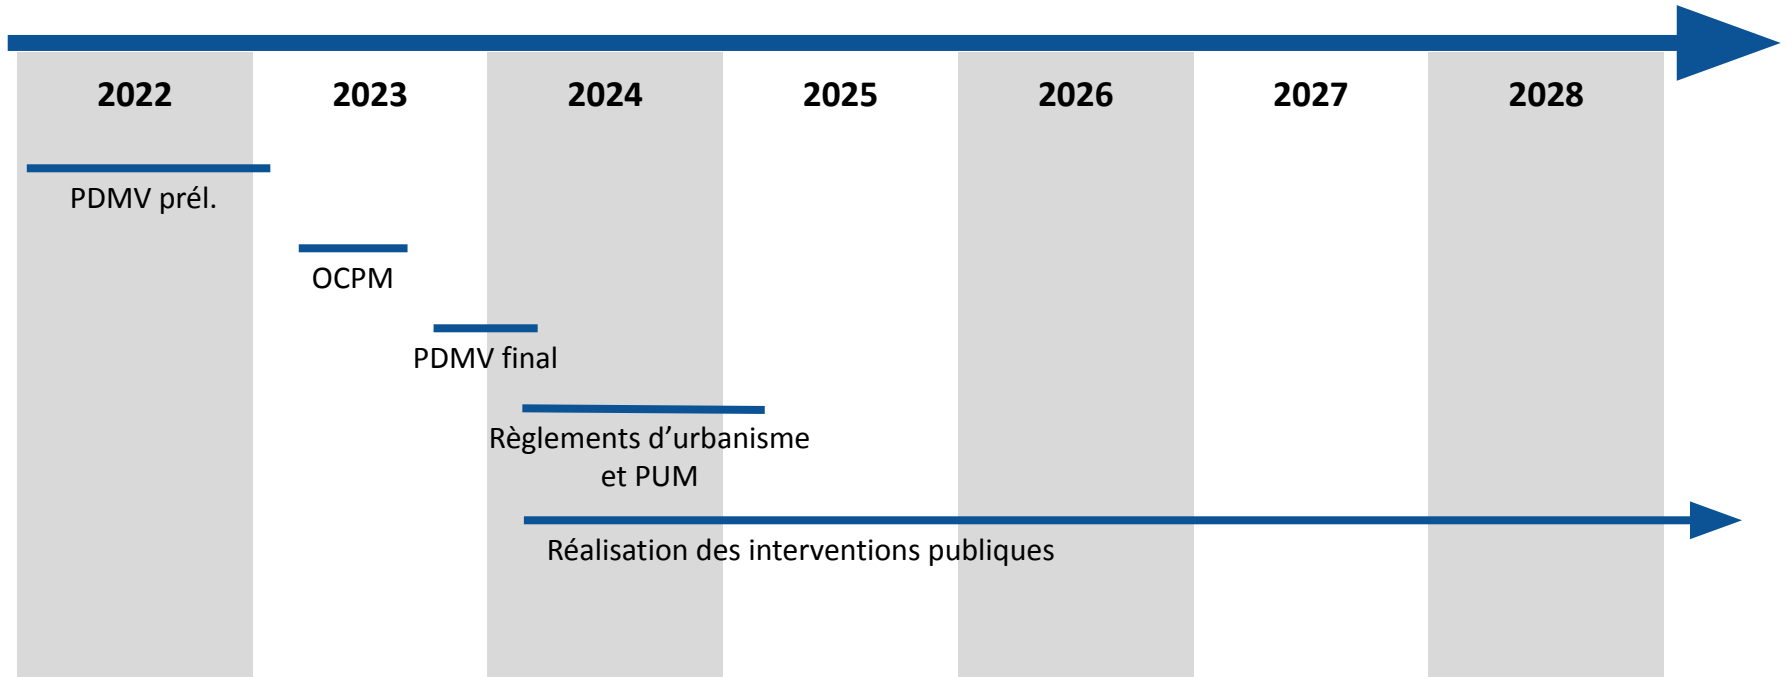 2022 2023 2024 2025 2026 2027 2028
PDMV prél.
OCPM
PDMV final
Règlements d’urbanisme
et PUM
Réalisation des interventions publiques